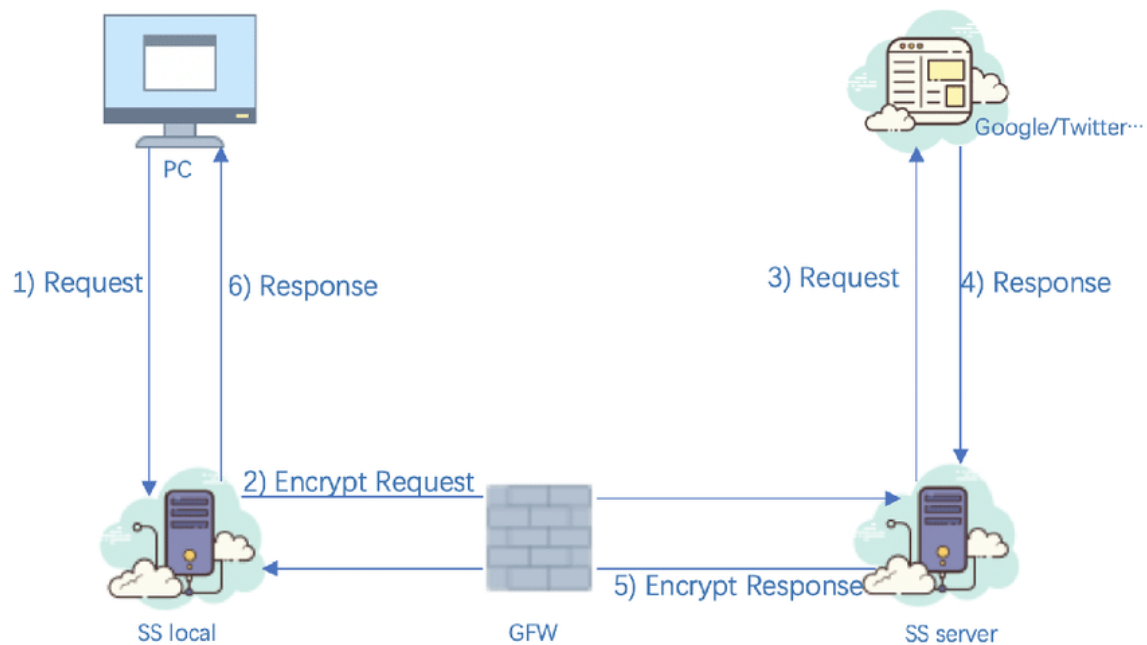 Google/Twitter…
PC
1) Request
6) Response
3) Request
4) Response
2) Encrypt Request
5) Encrypt Response
SS local
GFW
SS server